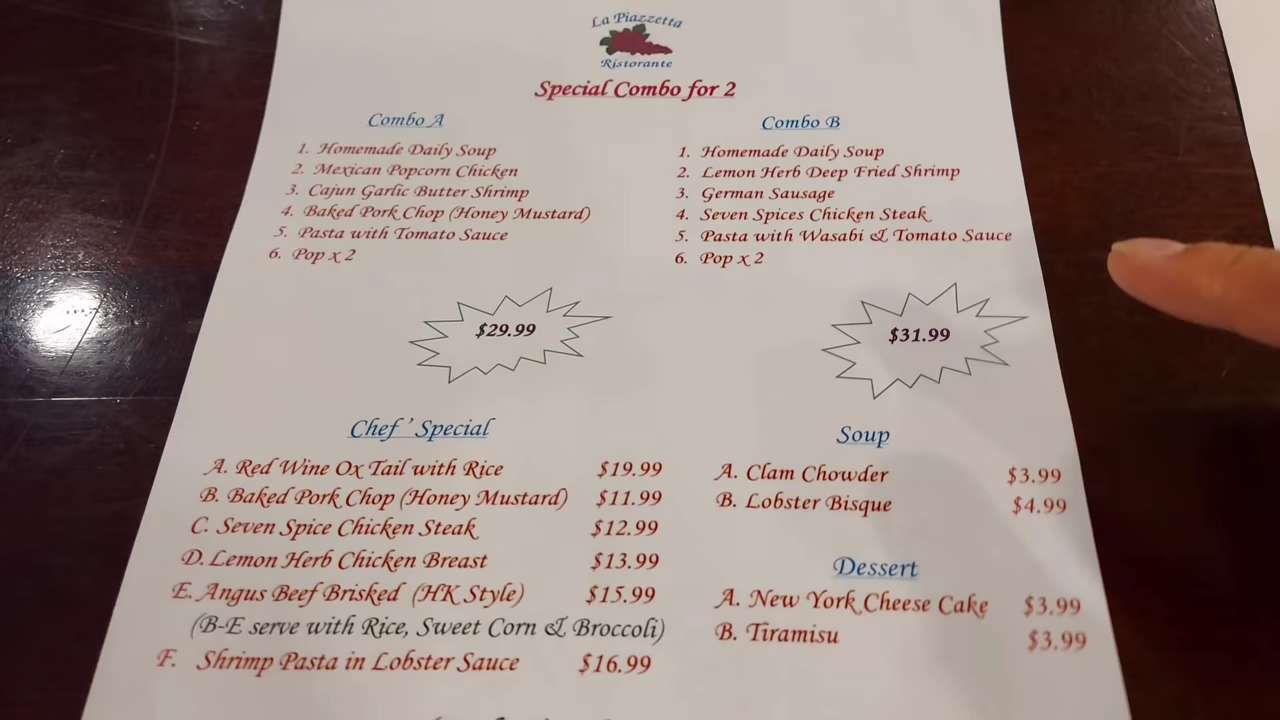 La Piazzetta
Ristorante
Special Combo for 2
Combo A
1. Homemade Daily Soup
2. Mexican Popcorn Chicken
3. Cajun Garlic Butter Shrimp
4. Baked Pork Chop (Honey Mustard)
5. Pasta with Tomato Sauce
6. Pop x 2
$29.99
Combo B
1. Homemade Daily Soup
2. Lemon Herb Deep Fried Shrimp
3. German Sausage
4. Seven Spices Chicken Steak
5. Pasta with Wasabi & Tomato Sauce
6. Pop x 2
$31.99
Chef ' Special
A. Red Wine Ox Tail with Rice $19.99
B. Baked Pork Chop (Honey Mustard) $11.99
C. Seven Spice Chicken Steak $12.99
D. Lemon Herb Chicken Breast $13.99
E. Angus Beef Brisked (HK Style) $15.99
(B-E serve with Rice, Sweet Corn & Broccoli)
F. Shrimp Pasta in Lobster Sauce $16.99
Soup
A. Clam Chowder $3.99
B. Lobster Bisque $4.99
Dessert
A. New York Cheese Cake $3.99
B. Tiramisu $3.99